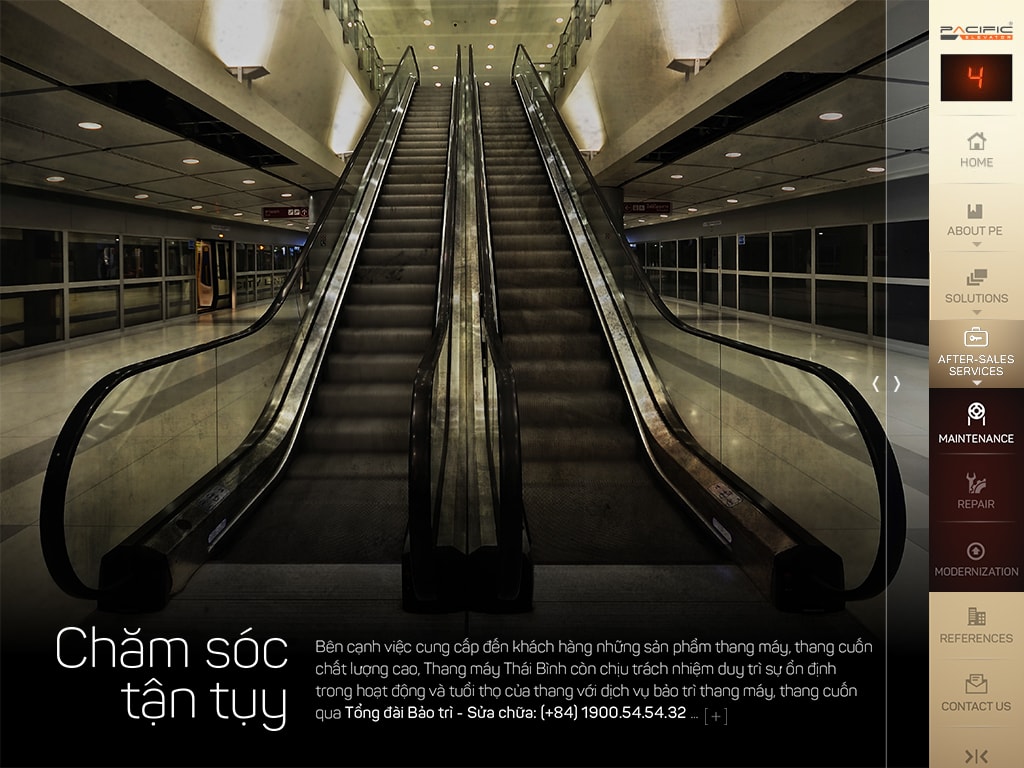 Chăm sóc
tận tụy
Bên cạnh việc cung cấp đến khách hàng những sản phẩm thang máy, thang cuốn
chất lượng cao, Thang máy Thái Bình còn chịu trách nhiệm duy trì sự ổn định
trong hoạt động và tuổi thọ của thang với dịch vụ bảo trì thang máy, thang cuốn
qua Tổng đài Bảo trì - Sửa chữa: (+84) 1900.54.54.32 ... [+]
PACIFIC
ELEVATOR
4
HOME
ABOUT PE
SOLUTIONS
AFTER-SALES
SERVICES
MAINTENANCE
REPAIR
MODERNIZATION
REFERENCES
CONTACT US